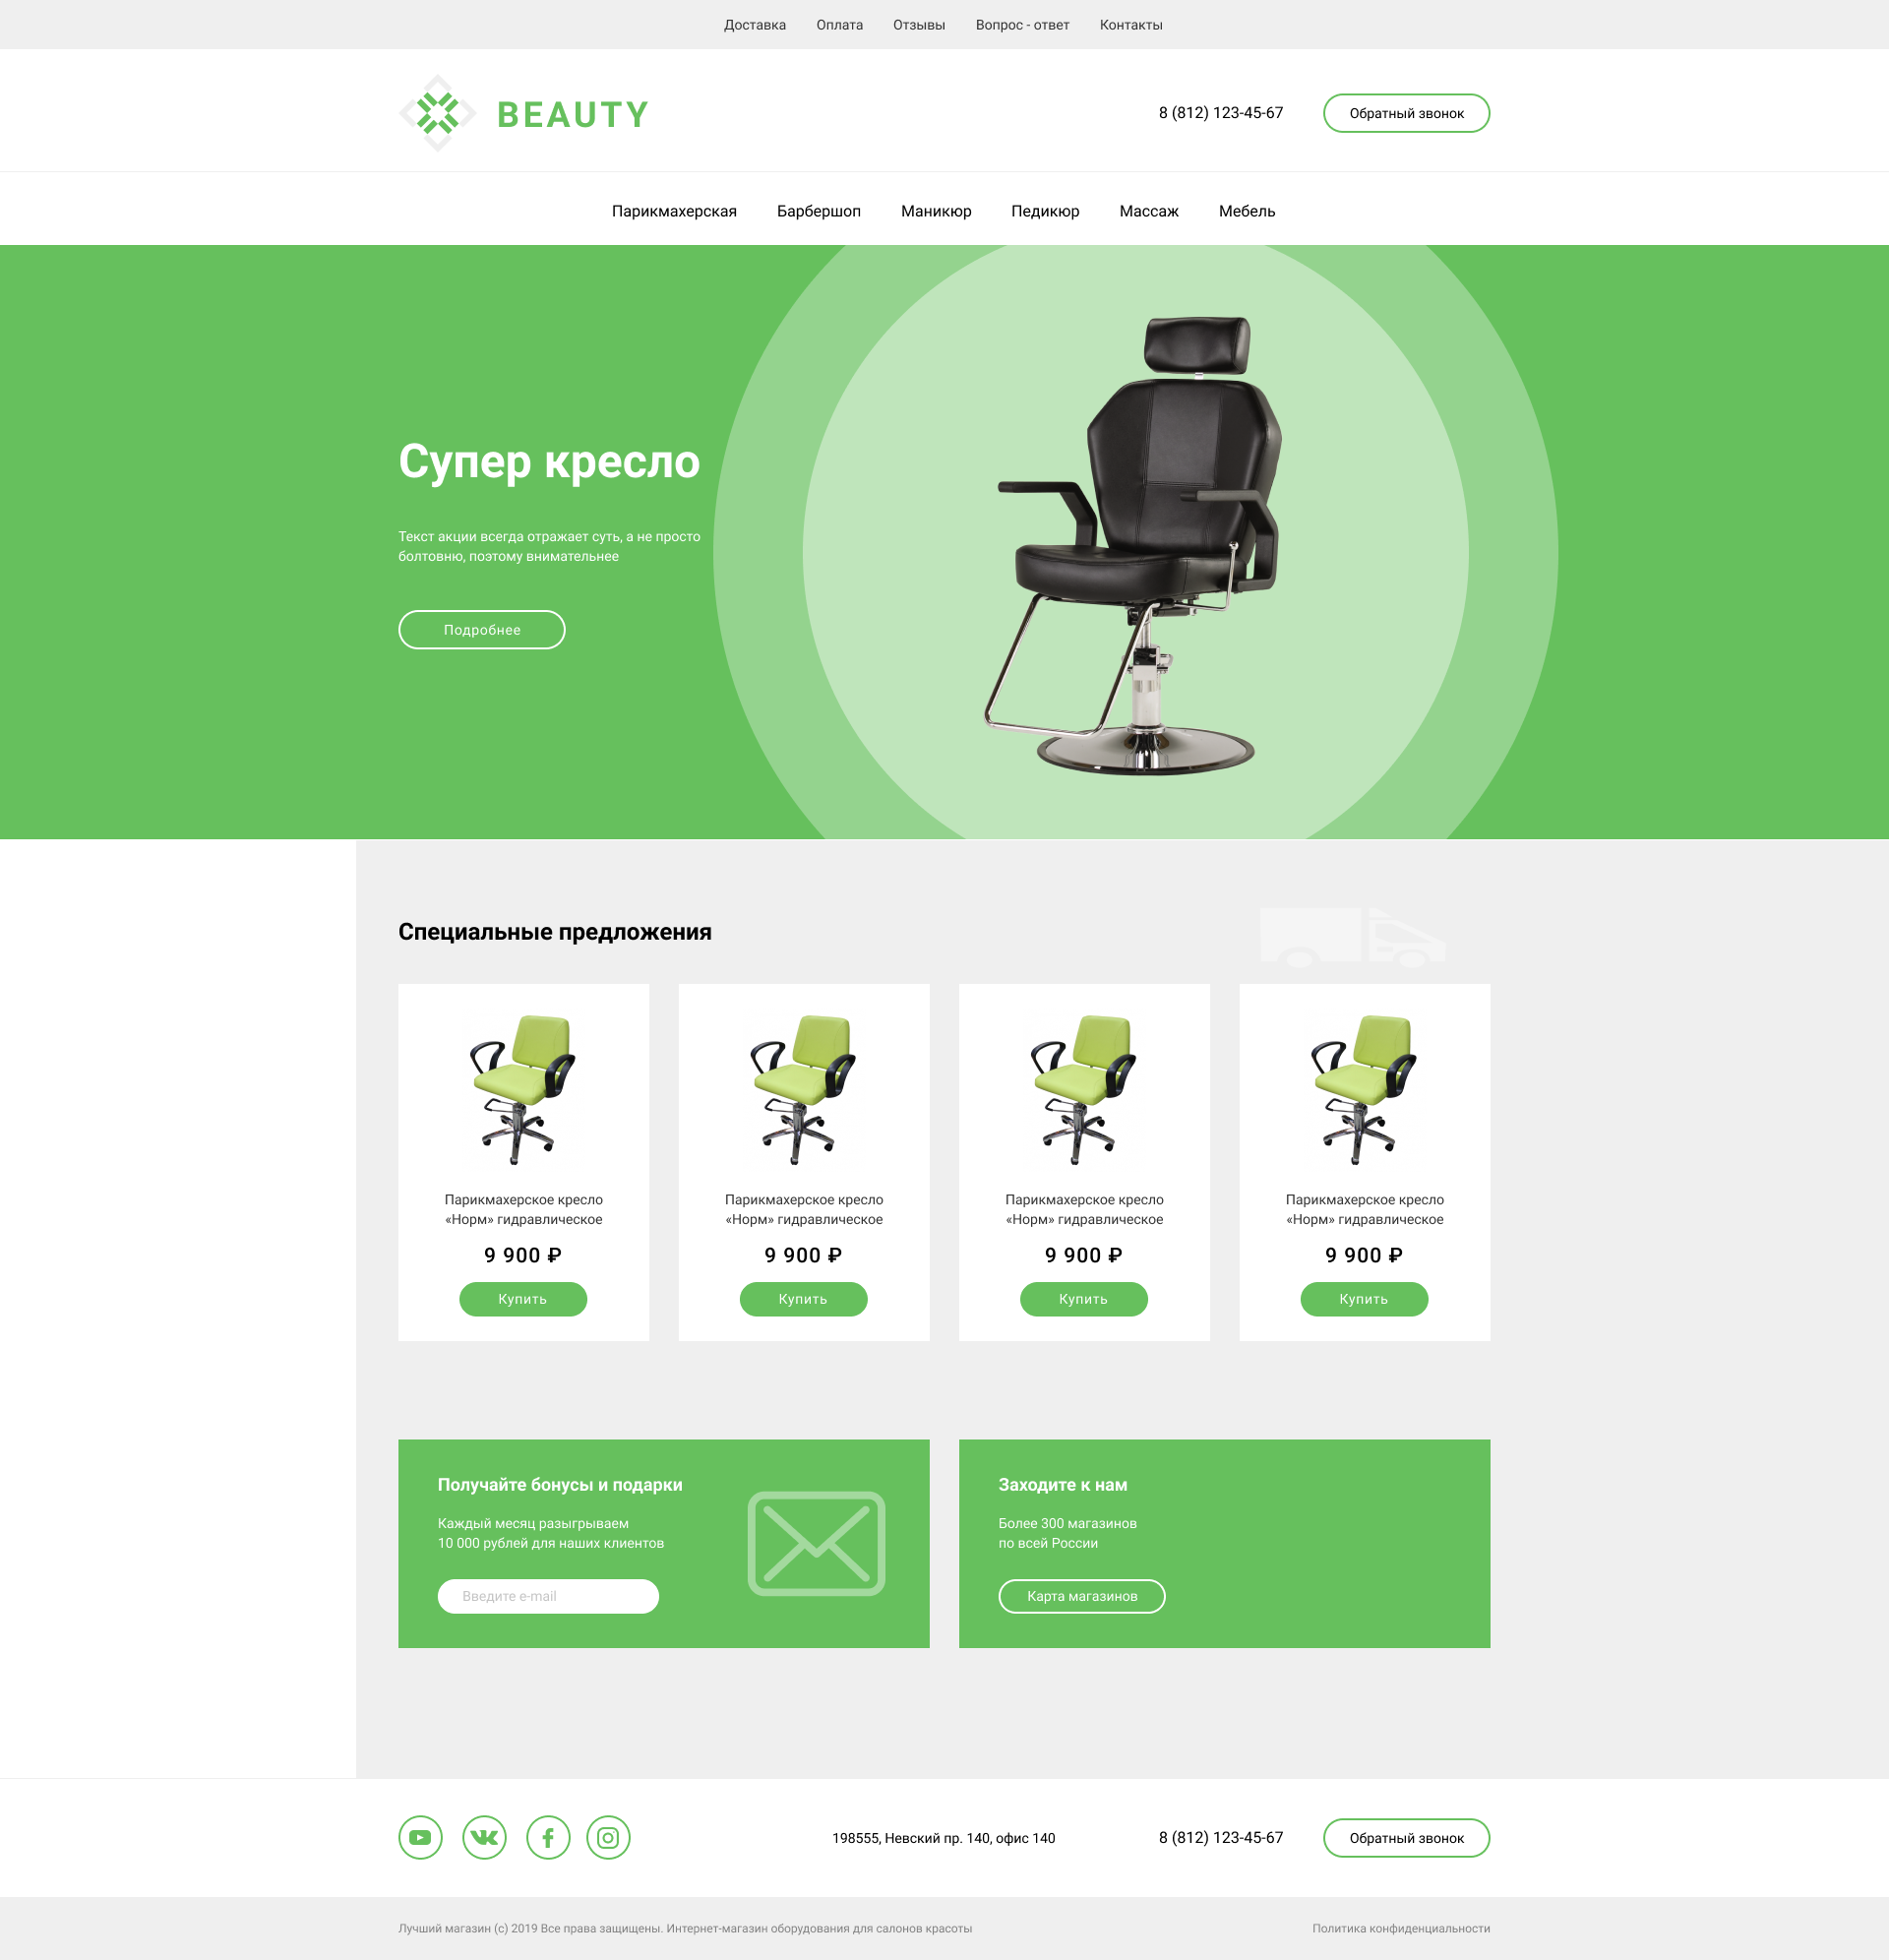 Доставка Оплата Отзывы Вопрос - ответ Контакты
BEAUTY
8 (812) 123-45-67
Обратный звонок
Парикмахерская Барбершоп Маникюр Педикюр Массаж Мебель
Супер кресло
Текст акции всегда отражает суть, а не просто
болтовню, поэтому внимательнее
Подробнее
Специальные предложения
Парикмахерское кресло
«Норм» гидравлическое
9 900 ₽
Купить
Парикмахерское кресло
«Норм» гидравлическое
9 900 ₽
Купить
Парикмахерское кресло
«Норм» гидравлическое
9 900 ₽
Купить
Парикмахерское кресло
«Норм» гидравлическое
9 900 ₽
Купить
Получайте бонусы и подарки
Каждый месяц разыгрываем
10 000 рублей для наших клиентов
Введите e-mail
Заходите к нам
Более 300 магазинов
по всей России
Карта магазинов
198555, Невский пр. 140, офис 140
8 (812) 123-45-67
Обратный звонок
Лучший магазин (с) 2019 Все права защищены. Интернет-магазин оборудования для салонов красоты
Политика конфиденциальности